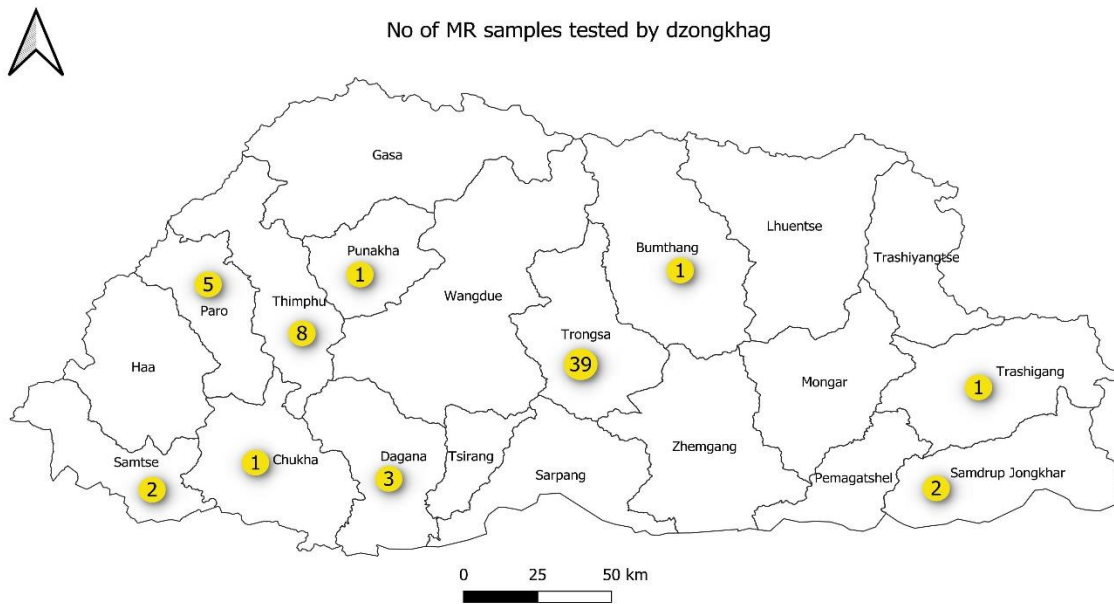 No of MR samples tested by dzongkhag
Gasa
Lhuentse
Punakha
1
Bumthang
1
Trashiyangtse
5
Paro
Thimphu
8
Wangdue
Trongsa
39
Haa
Mongar
Trashigang
1
Samtse
2
1
Chukha
Dagana
3
Tsirang
Sarpang
Zhemgang
Pemagatshel
Samdrup Jongkhar
2
0 25 50 km